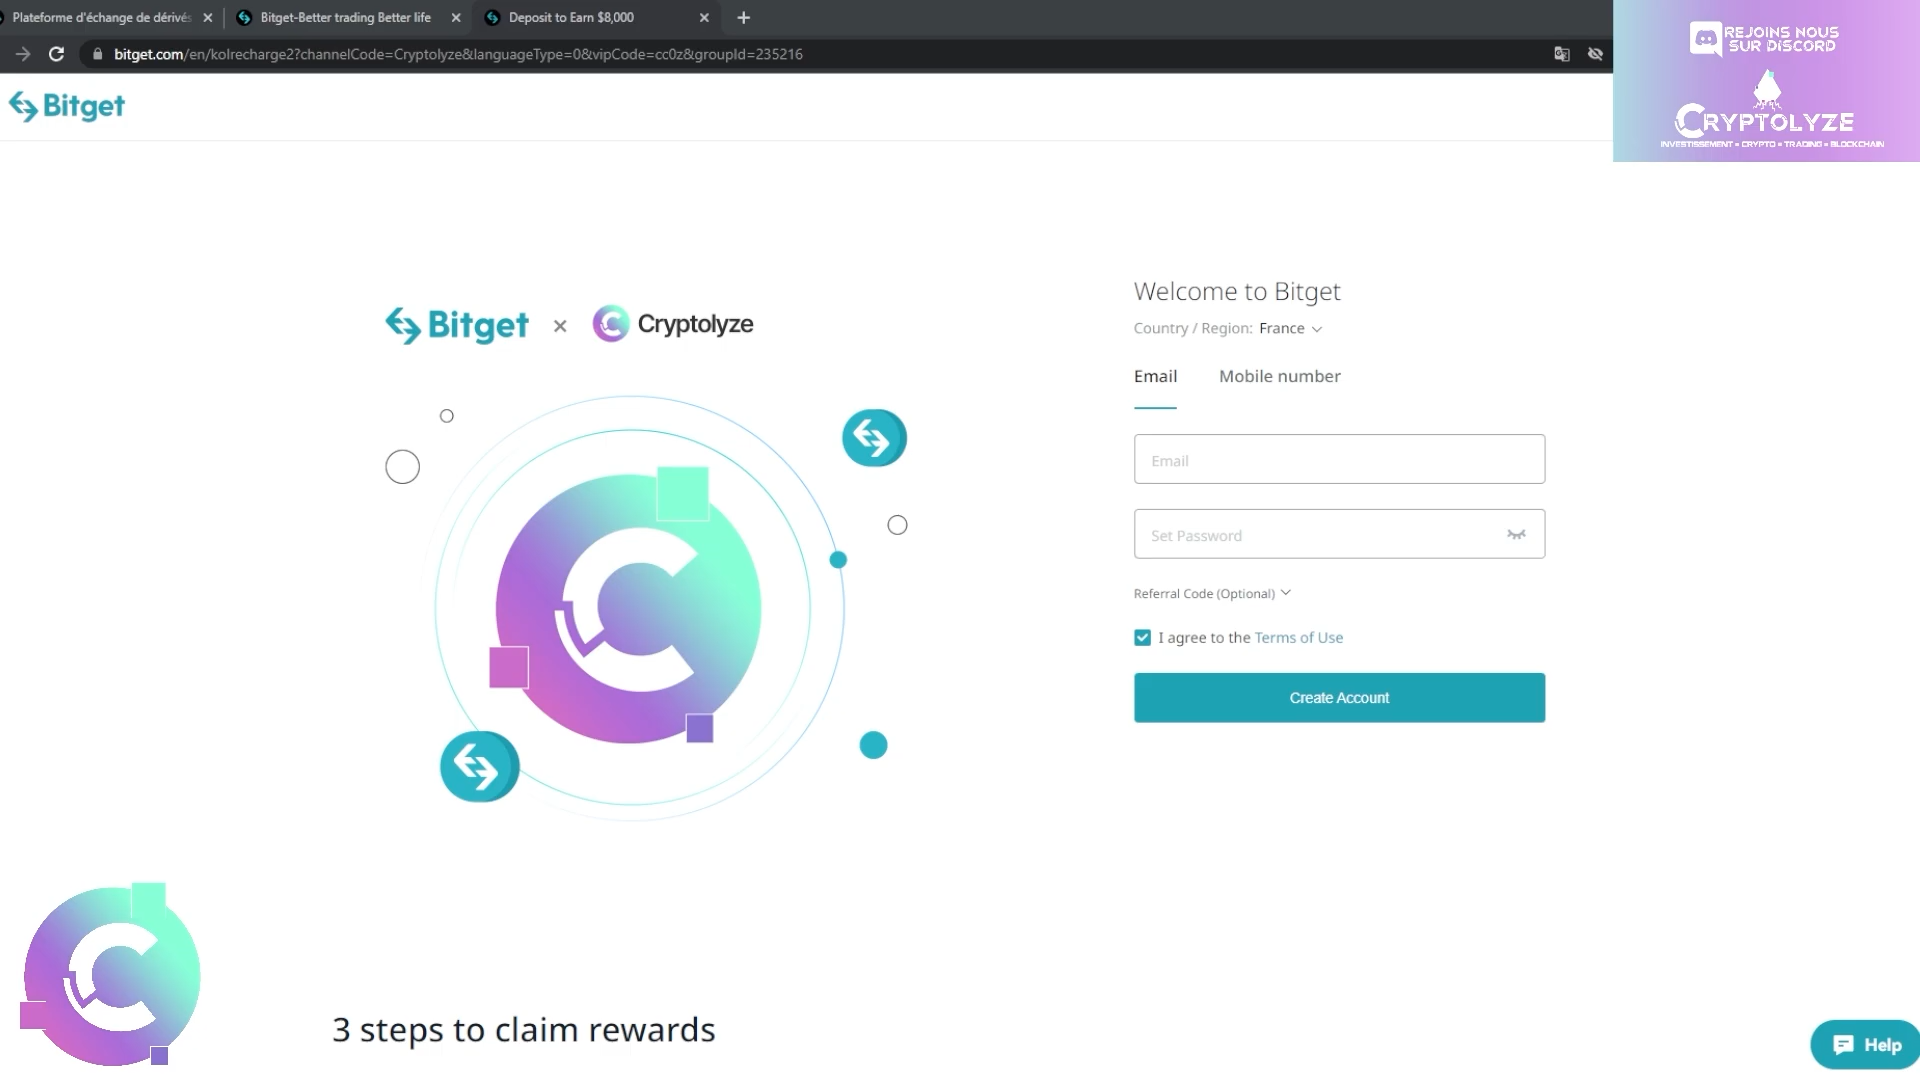 Plateforme d'échange de dérivés
Bitget-Better trading Better life
Deposit to Earn $8,000
bitget.com/en/kolrecharge2?channelCode=Cryptolyze&languageType=0&vipCode=cc0z&groupId=235216
REJOINS NOUS
SUR DISCORD
CRYPTOLYZE
INVESTISSEMENT • CRYPTO • TRADING • BLOCKCHAIN
Bitget
Bitget × Cryptolyze
Welcome to Bitget
Country / Region: France
Email Mobile number
Email
Set Password
Referral Code (Optional)
I agree to the Terms of Use
Create Account
3 steps to claim rewards
Help